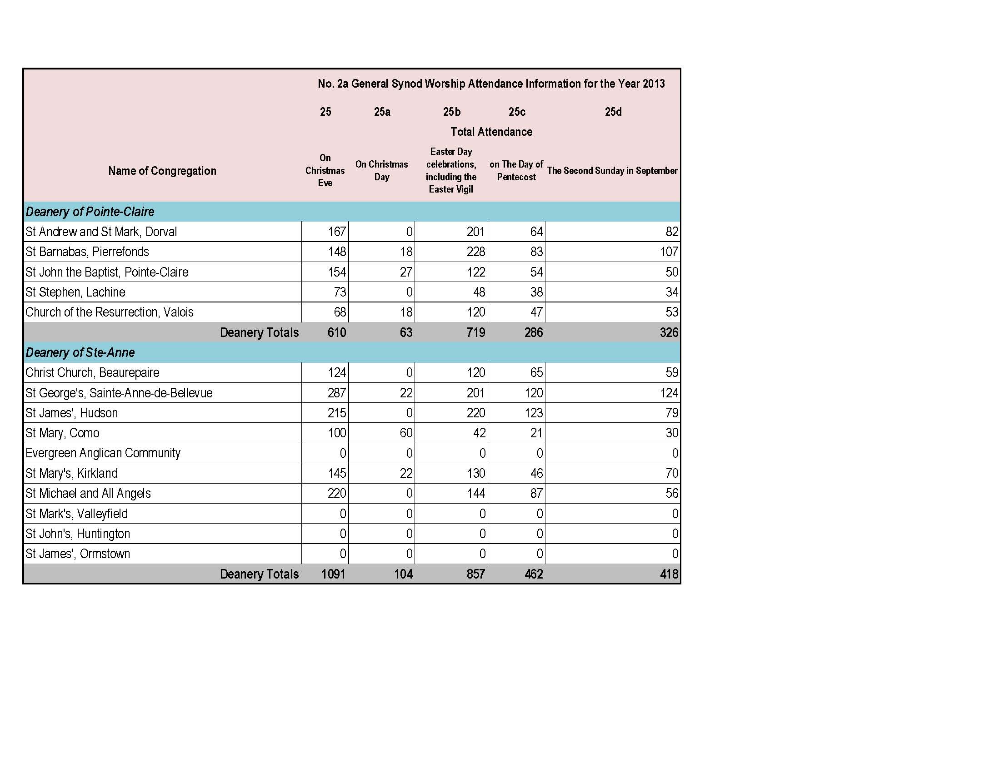 No. 2a General Synod Worship Attendance Information for the Year 2013
25 25a 25b 25c 25d
Total Attendance
Name of Congregation
On
Christmas
Eve
On Christmas
Day
Easter Day
celebrations,
including the
Easter Vigil
on The Day of
Pentecost
The Second Sunday in September
Deanery of Pointe-Claire
St Andrew and St Mark, Dorval 167 0 201 64 82
St Barnabas, Pierrefonds 148 18 228 83 107
St John the Baptist, Pointe-Claire 154 27 122 54 50
St Stephen, Lachine 73 0 48 38 34
Church of the Resurrection, Valois 68 18 120 47 53
Deanery Totals 610 63 719 286 326
Deanery of Ste-Anne
Christ Church, Beaurepaire 124 0 120 65 59
St George's, Sainte-Anne-de-Bellevue 287 22 201 120 124
St James', Hudson 215 0 220 123 79
St Mary, Como 100 60 42 21 30
Evergreen Anglican Community 0 0 0 0 0
St Mary's, Kirkland 145 22 130 46 70
St Michael and All Angels 220 0 144 87 56
St Mark's, Valleyfield 0 0 0 0 0
St John's, Huntington 0 0 0 0 0
St James', Ormstown 0 0 0 0 0
Deanery Totals 1091 104 857 462 418